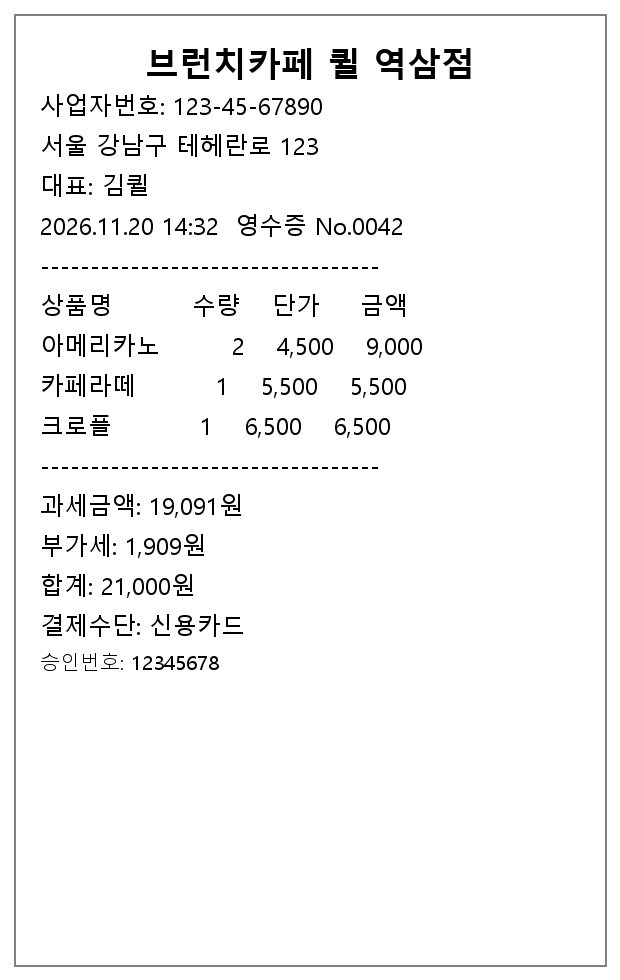 브런치카페 퀼 역삼점
사업자번호: 123-45-67890
서울 강남구 테헤란로 123
대표: 김퀼
2026.11.20 14:32 영수증 No.0042
----------------------------------
상품명 수량 단가 금액
아메리카노 2 4,500 9,000
카페라떼 1 5,500 5,500
크로플 1 6,500 6,500
----------------------------------
과세금액: 19,091원
부가세: 1,909원
합계: 21,000원
결제수단: 신용카드
승인번호: 12345678